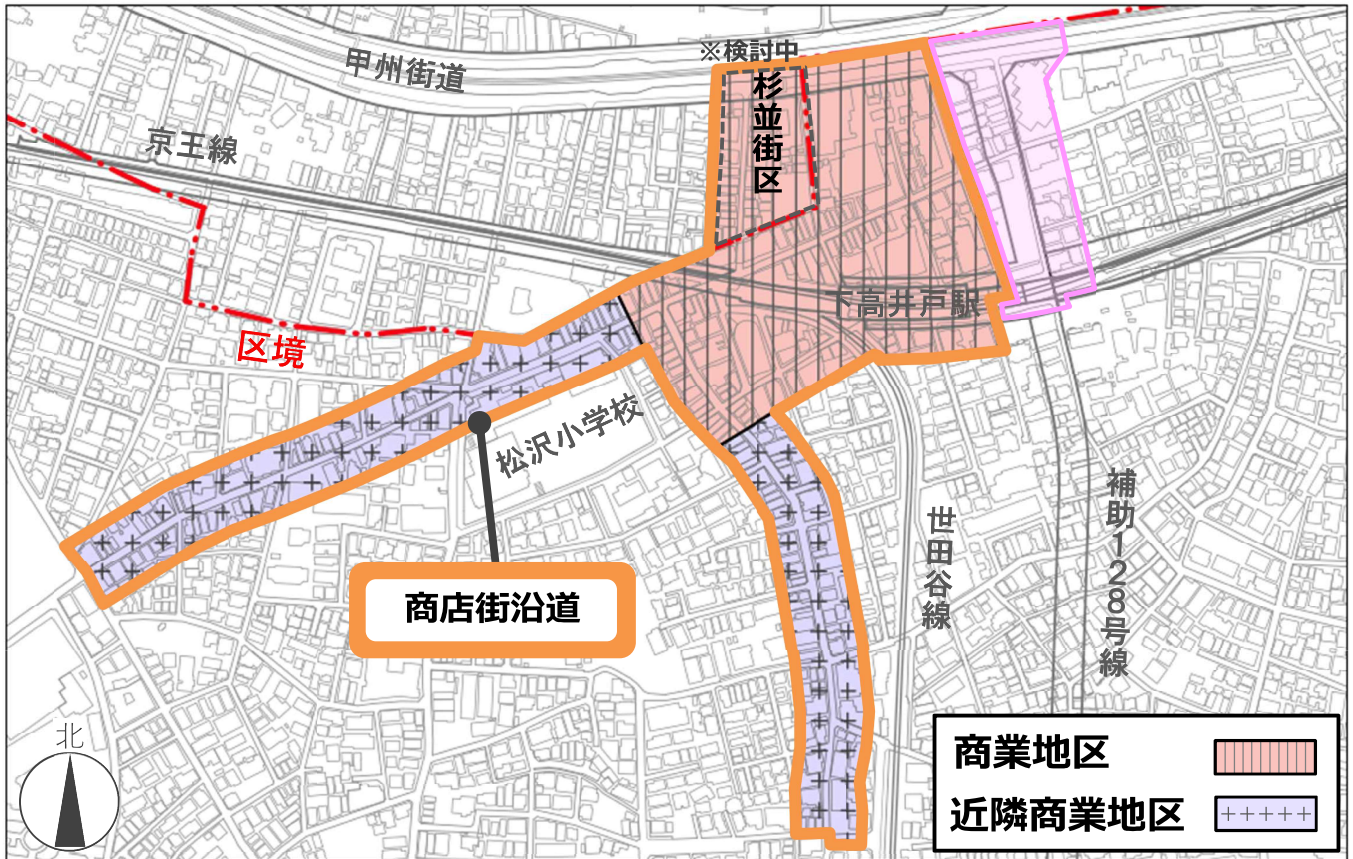 ※検討中
甲州街道
杉並街区
京王線
下高井戸駅
区境
松沢小学校
補助128号線
世田谷線
商店街沿道
北
商業地区
近隣商業地区